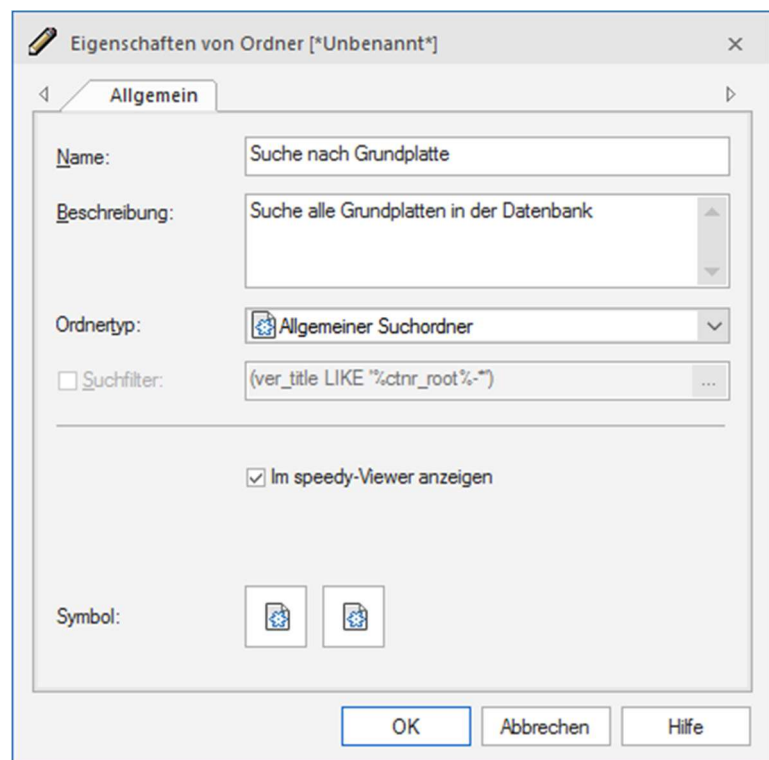 Eigenschaften von Ordner [*Unbenannt*]
Allgemein
Name: Suche nach Grundplatte
Beschreibung: Suche alle Grundplatten in der Datenbank
Ordnertyp: Allgemeiner Suchordner
Suchfilter: (ver_title LIKE '%ctnr_root%-*') ...
Im speedy-Viewer anzeigen
Symbol:
OK Abbrechen Hilfe